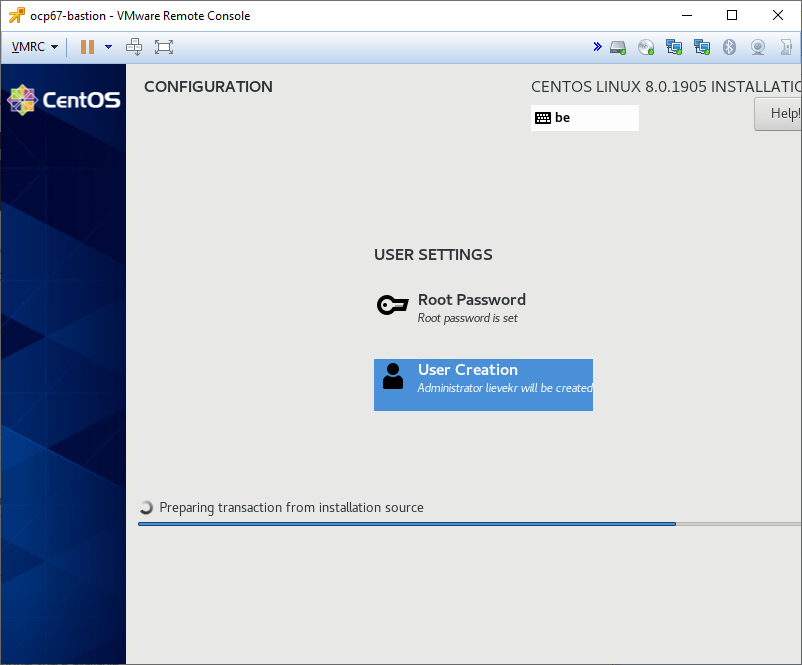 ocp67-bastion - VMware Remote Console
VMRC
CentOS
CONFIGURATION
CENTOS LINUX 8.0.1905 INSTALLATIO
be
Help!
USER SETTINGS
Root Password
Root password is set
User Creation
Administrator lievekr will be created
Preparing transaction from installation source